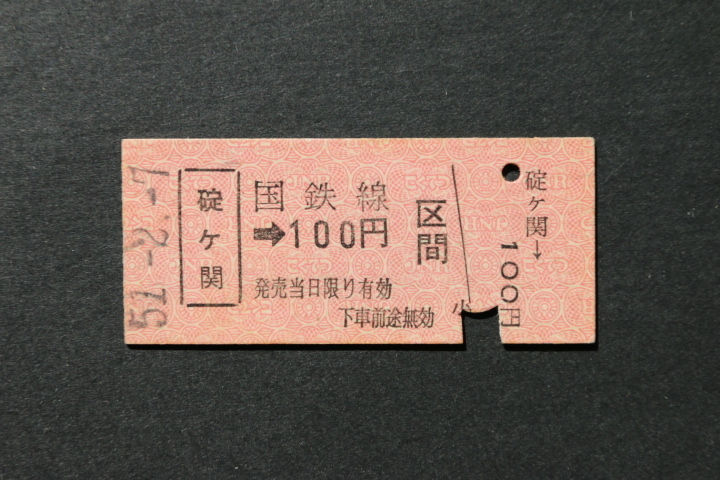 51.-2.-7
碇ケ関
国鉄線
➡100円
区間
発売当日限り有効
下車前途無効
碇ケ関→
100円
小